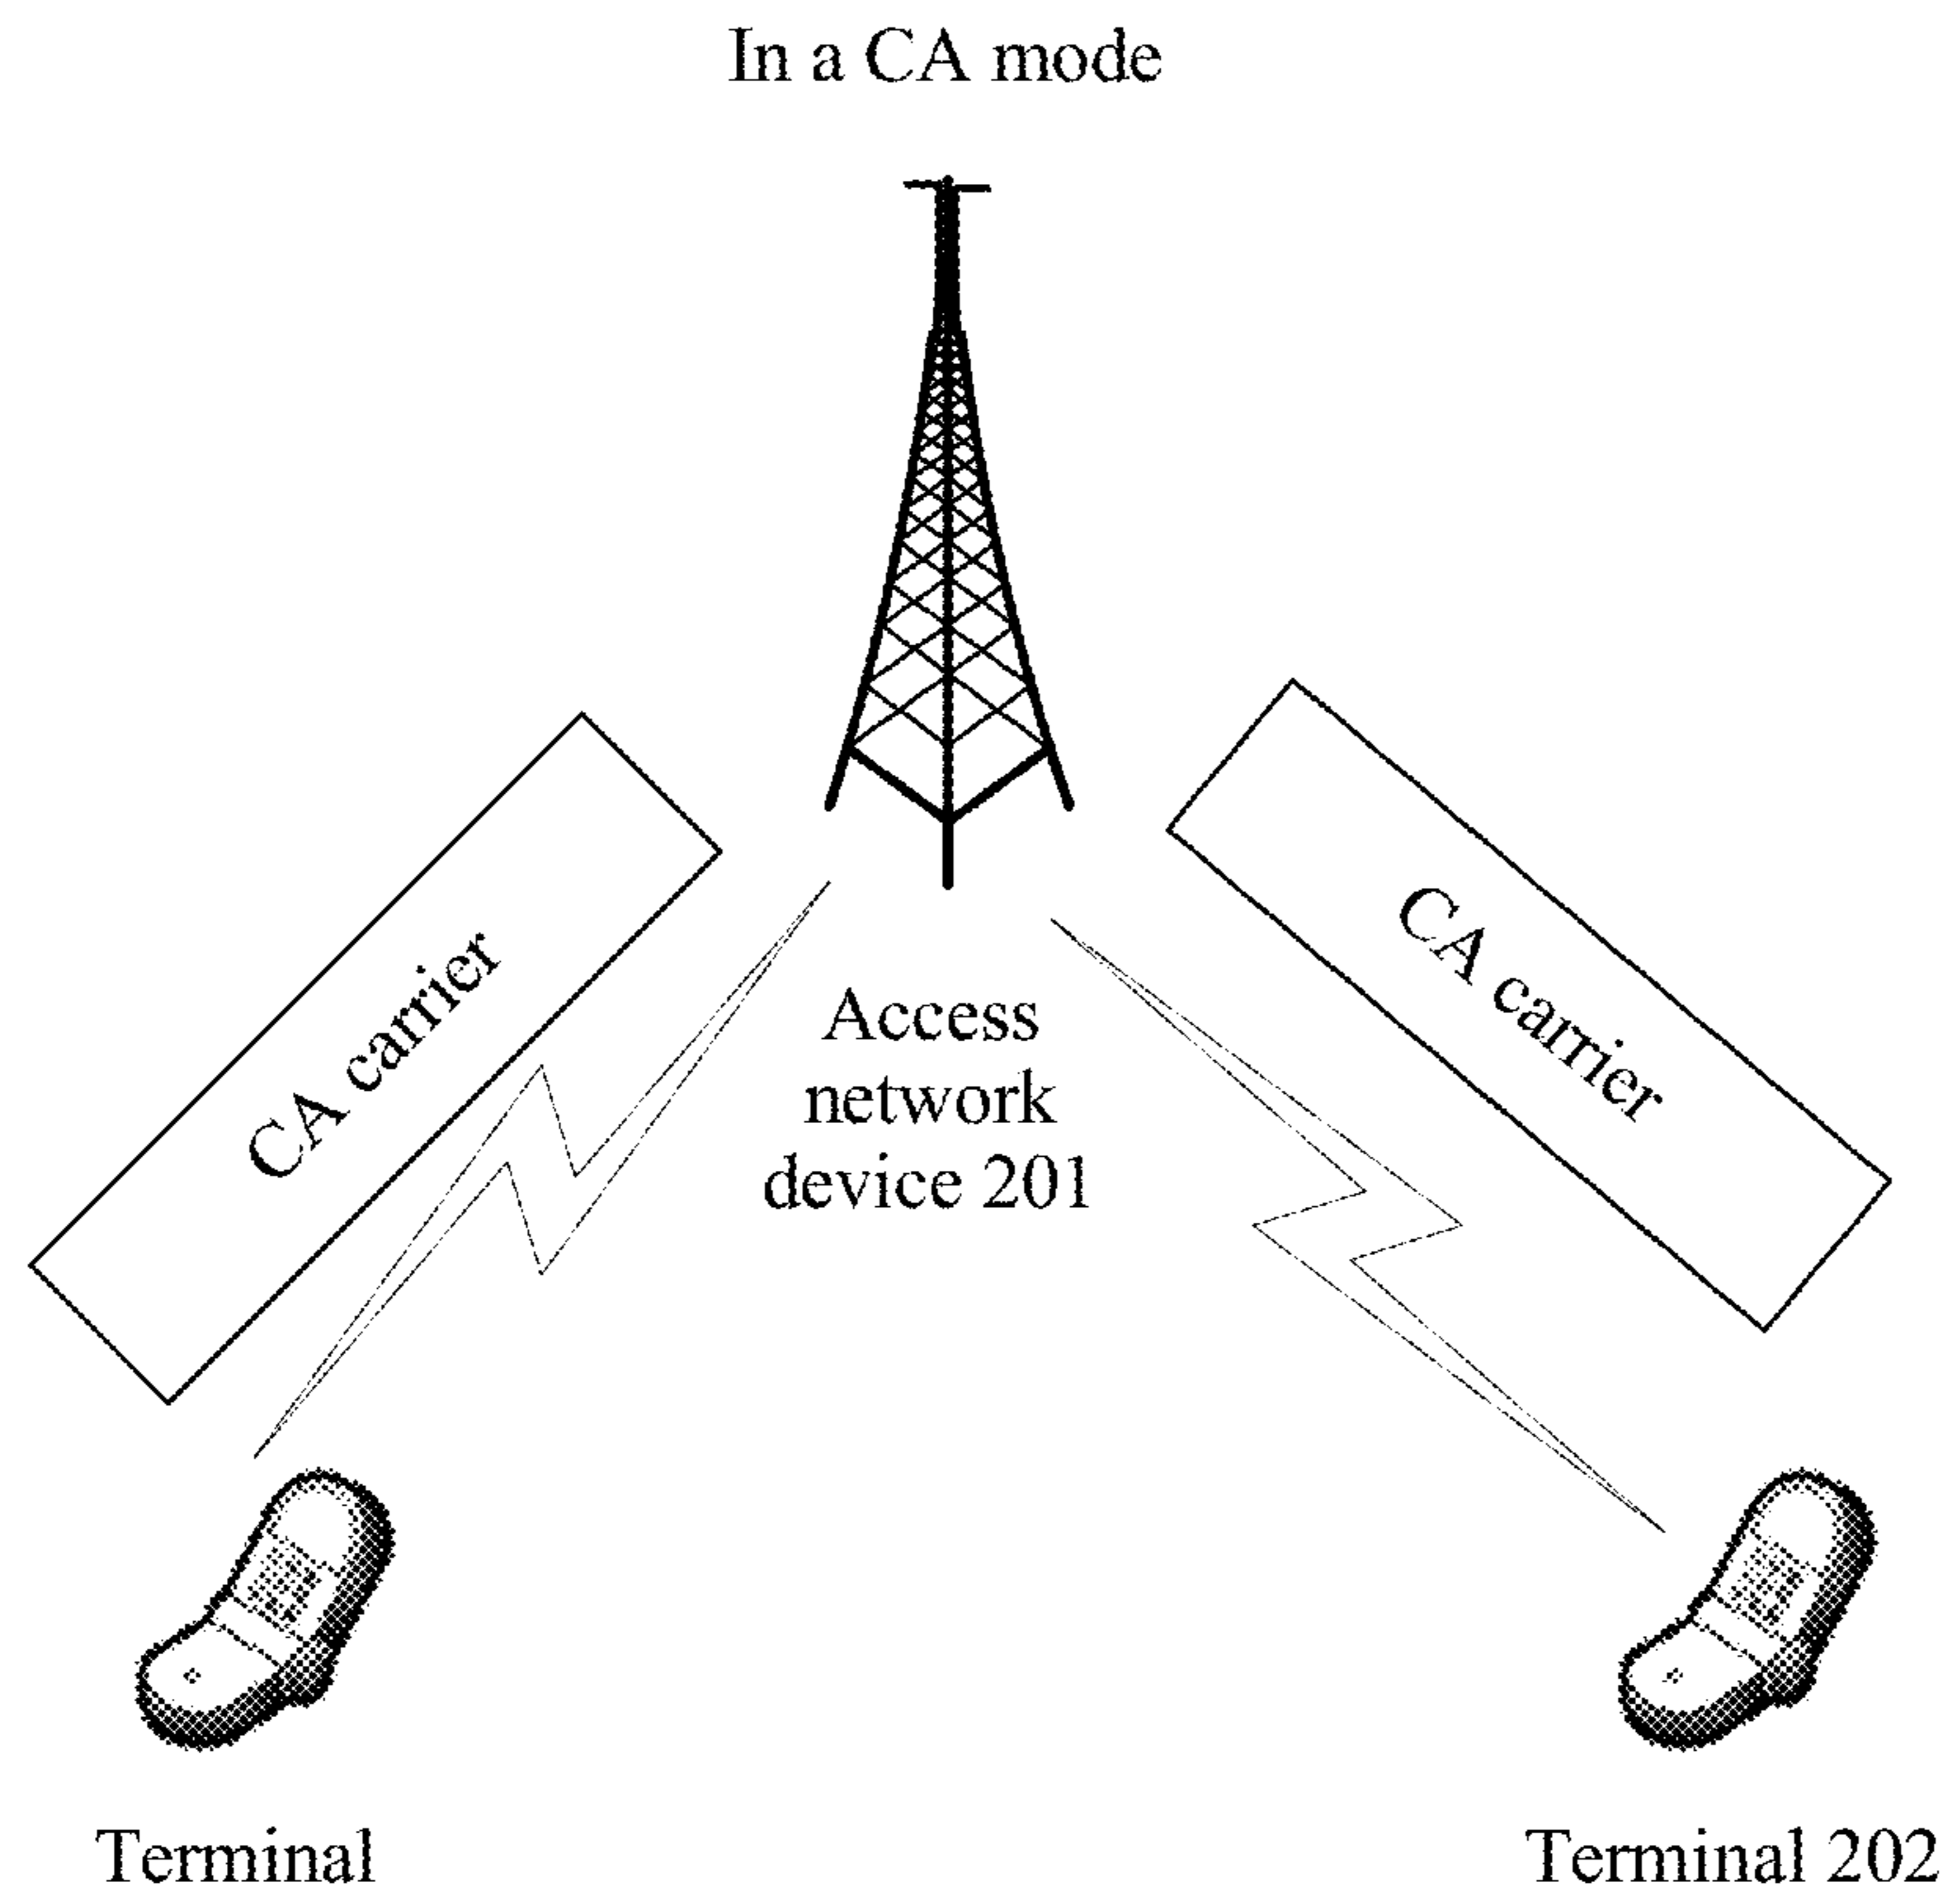 In a CA mode
CA carrier
CA carrier
Access
network
device 201
Terminal
Terminal 202